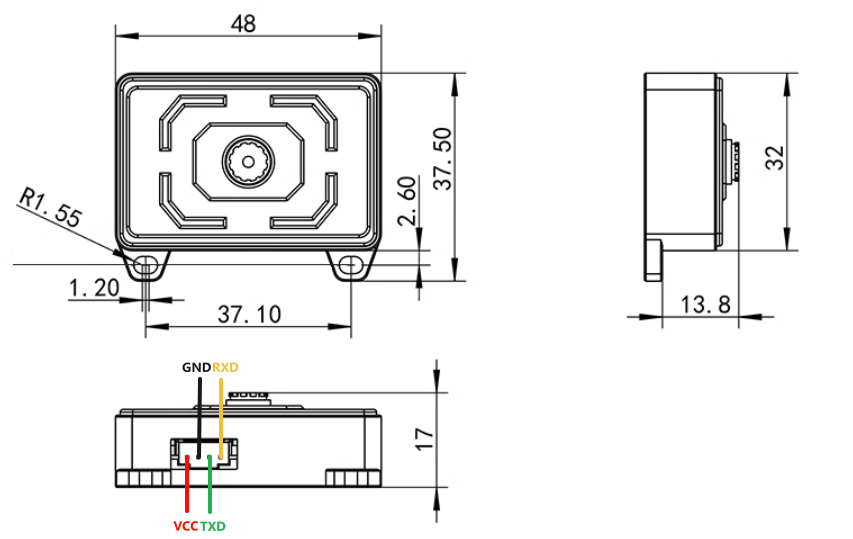 48
R1.55
2.60
37.50
1.20
37.10
32
13.8
GND RXD
17
VCC TXD